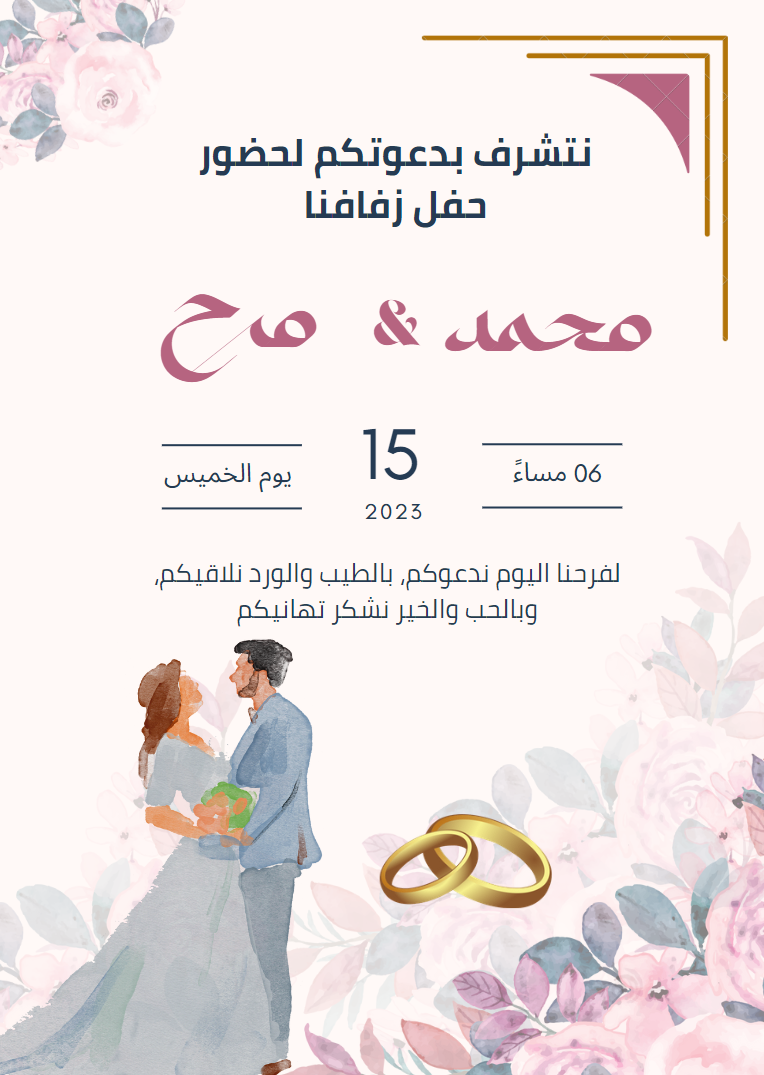 نتشرف بدعوتكم لحضور
حفل زفافنا
محمد & مرح
06 مساءً
15
2023
يوم الخميس
لفرحنا اليوم ندعوكم, بالطيب والورد نلاقيكم,
وبالحب والخير نشكر تهانيكم